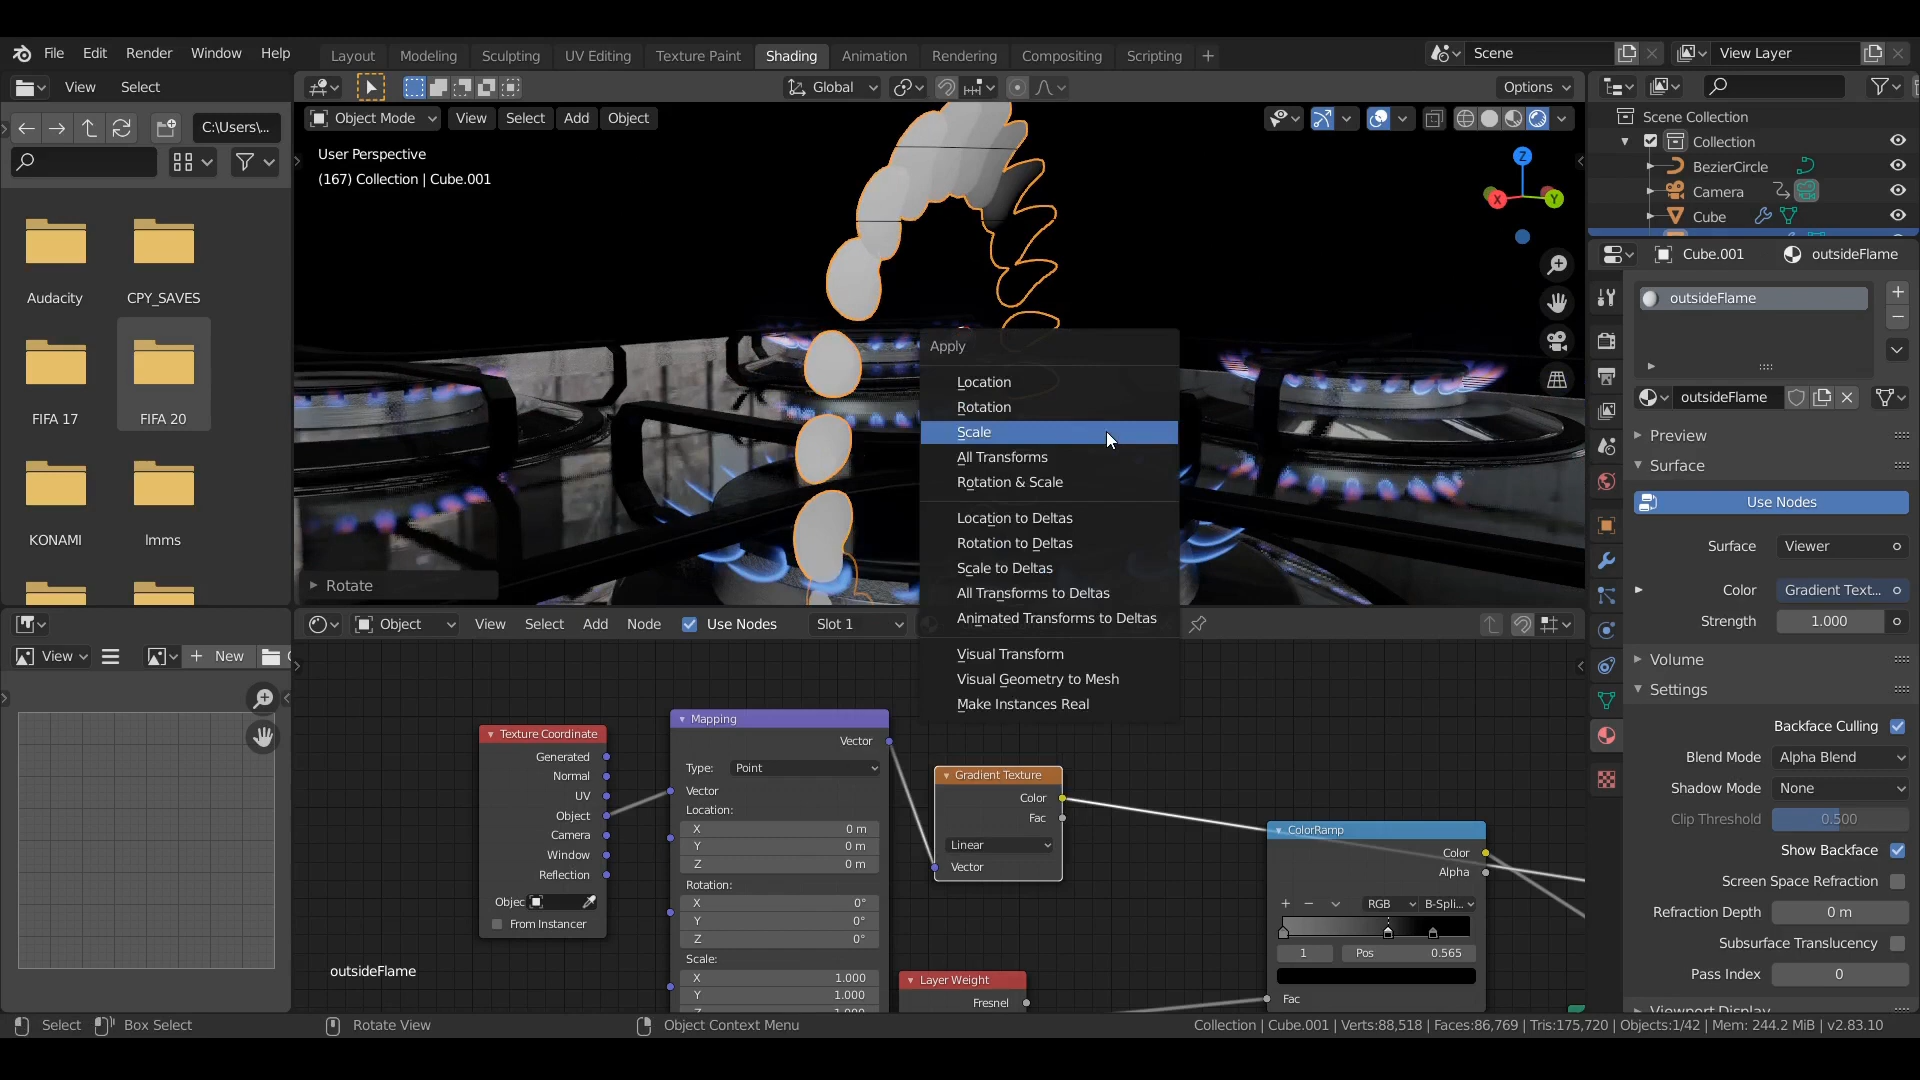 File Edit Render Window Help
Layout Modeling Sculpting UV Editing Texture Paint Shading Animation Rendering Compositing Scripting +
Scene
View Layer
View Select
Global
Options
C:\Users\...
Object Mode View Select Add Object
User Perspective
(167) Collection | Cube.001
Z
X
Y
Audacity
CPY_SAVES
FIFA 17
FIFA 20
KONAMI
lmms
Rotate
Apply
Location
Rotation
Scale
All Transforms
Rotation & Scale
Location to Deltas
Rotation to Deltas
Scale to Deltas
All Transforms to Deltas
Animated Transforms to Deltas
Visual Transform
Visual Geometry to Mesh
Make Instances Real
Scene Collection
Collection
BezierCircle
Camera
Cube
Cube.001 outsideFlame
outsideFlame
outsideFlame
Preview
Surface
Use Nodes
Surface Viewer
Color Gradient Text...
Strength 1.000
Volume
Settings
Backface Culling
Blend Mode Alpha Blend
Shadow Mode None
Clip Threshold 0.500
Show Backface
Screen Space Refraction
Refraction Depth 0 m
Subsurface Translucency
Pass Index 0
Viewport Display
View + New
Object View Select Add Node Use Nodes Slot 1
Texture Coordinate
Generated
Normal
UV
Object
Camera
Window
Reflection
Objec
From Instancer
outsideFlame
Mapping
Vector
Type: Point
Vector
Location:
X 0 m
Y 0 m
Z 0 m
Rotation:
X 0°
Y 0°
Z 0°
Scale:
X 1.000
Y 1.000
Gradient Texture
Color
Fac
Linear
Vector
Layer Weight
Fresnel
ColorRamp
Color
Alpha
+ − RGB B-Spli...
1 Pos 0.565
Fac
Select Box Select Rotate View Object Context Menu
Collection | Cube.001 | Verts:88,518 | Faces:86,769 | Tris:175,720 | Objects:1/42 | Mem: 244.2 MiB | v2.83.10